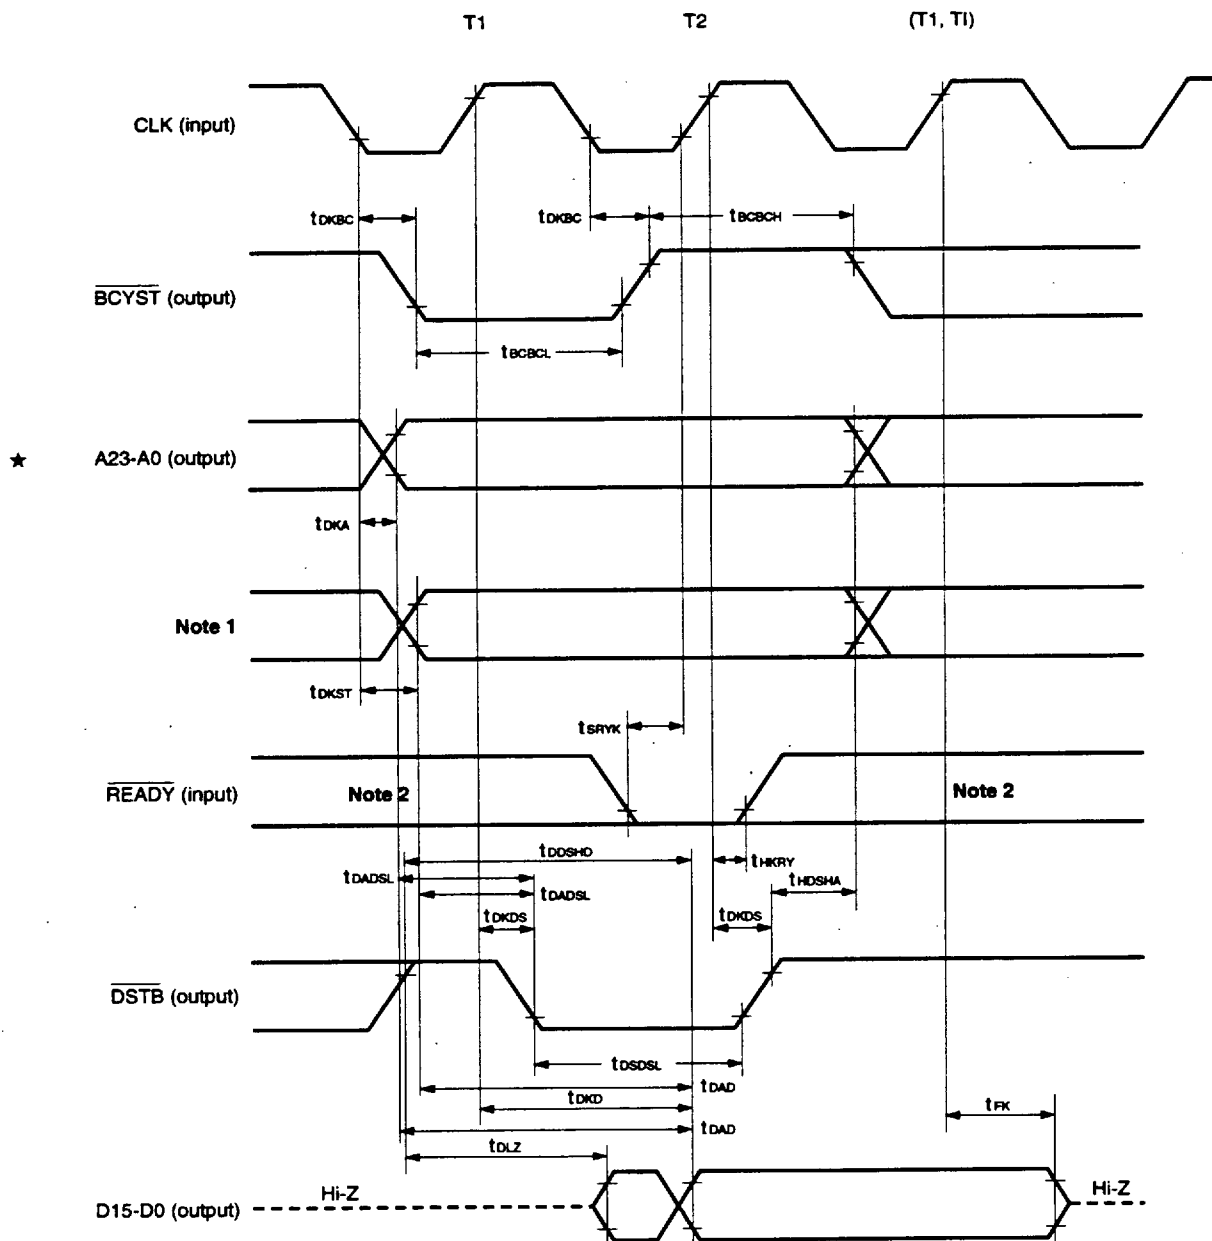 T1 T2 (T1, TI)
CLK (input)
tDKBC tDKBC tBCBCH
BCYST (output)
tBCBCL
★ A23-A0 (output)
tDKA
Note 1
tDKST
tSRYK
READY (input) Note 2 Note 2
tDDSHD tHKRY
tDADSL tHDSHA
tDADSL
tDKDS tDKDS
DSTB (output)
tDSDSL
tDAD
tDKD tFK
tDAD
tDLZ
Hi-Z Hi-Z
D15-D0 (output)